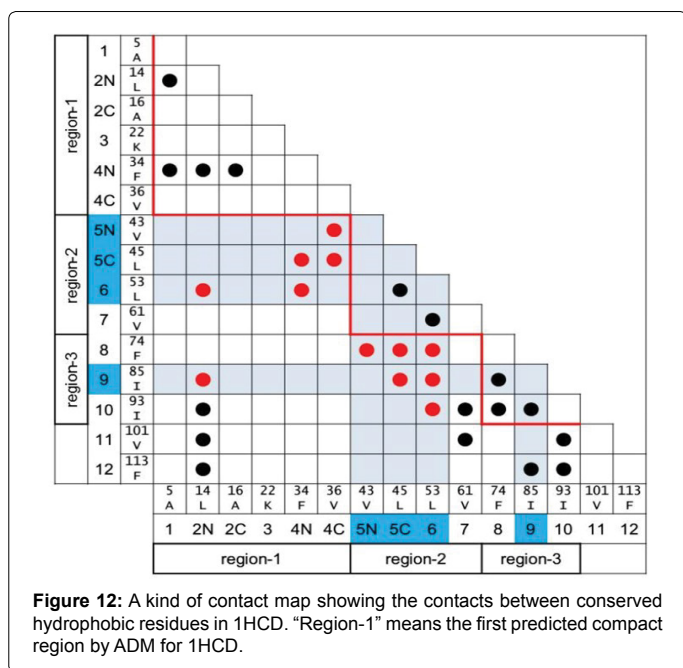 region-1
1 5 A
2N 14 L
2C 16 A
3 22 K
4N 34 F
4C 36 V
region-2
5N 43 V
5C 45 L
6 53 L
7 61 V
region-3
8 74 F
9 85 I
10 93 I
11 101 V
12 113 F
5 14 16 22 34 36 43 45 53 61 74 85 93 101 113
A L A K F V V L L V F I I V F
1 2N 2C 3 4N 4C 5N 5C 6 7 8 9 10 11 12
region-1 region-2 region-3
Figure 12: A kind of contact map showing the contacts between conserved
hydrophobic residues in 1HCD. “Region-1” means the first predicted compact
region by ADM for 1HCD.